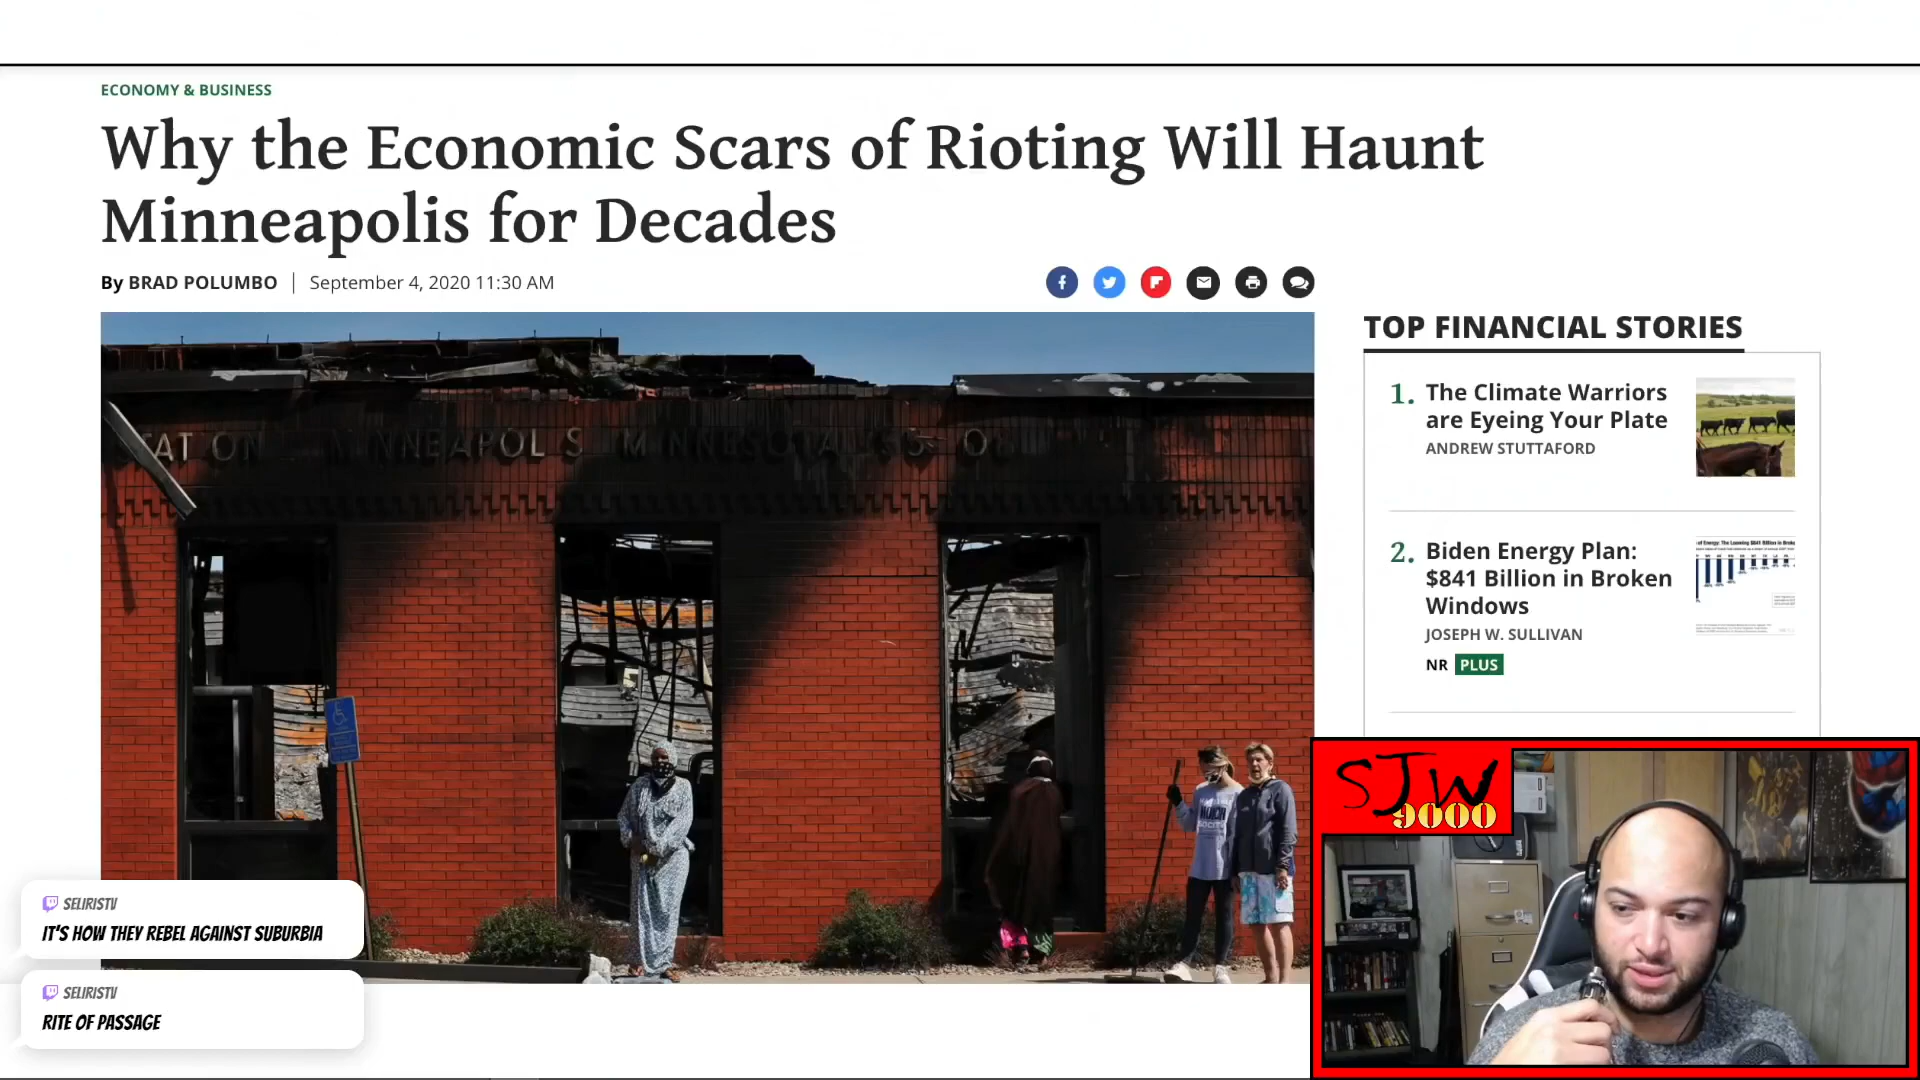 ECONOMY & BUSINESS
Why the Economic Scars of Rioting Will Haunt
Minneapolis for Decades
By BRAD POLUMBO | September 4, 2020 11:30 AM
TOP FINANCIAL STORIES
1. The Climate Warriors
are Eyeing Your Plate
ANDREW STUTTAFORD
2. Biden Energy Plan:
$841 Billion in Broken
Windows
JOSEPH W. SULLIVAN
NR PLUS
SJW
9000
SELIRISTV
IT'S HOW THEY REBEL AGAINST SUBURBIA
SELIRISTV
RITE OF PASSAGE